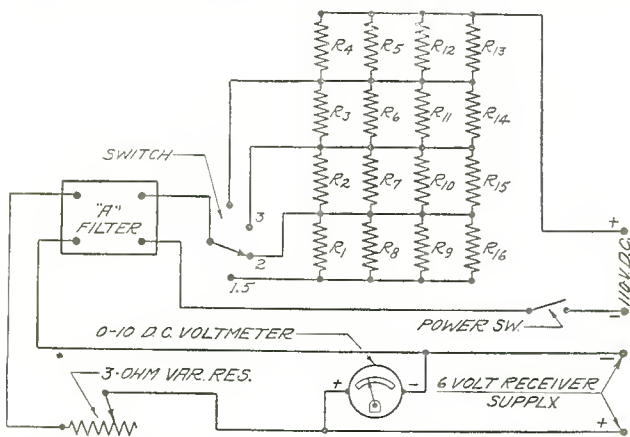 R4 R5 R12 R13
R3 R6 R11 R14
SWITCH
R2 R7 R10 R15
"A"
FILTER
3
2
1.5
R1 R8 R9 R16
+
110 V.D.C.
-
POWER SW.
0-10 D.C. VOLTMETER
3-OHM VAR. RES.
+ -
-
6 VOLT RECEIVER
SUPPLY
+